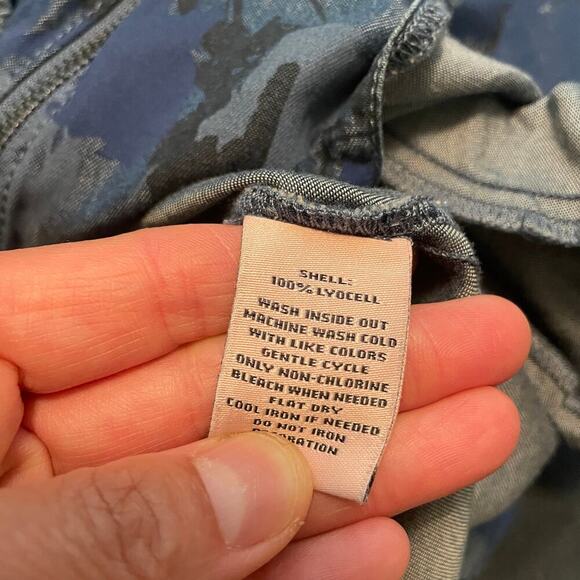 SHELL:
100% LYOCELL
WASH INSIDE OUT
MACHINE WASH COLD
WITH LIKE COLORS
GENTLE CYCLE
ONLY NON-CHLORINE
BLEACH WHEN NEEDED
FLAT DRY
COOL IRON IF NEEDED
DO NOT IRON
DECORATION